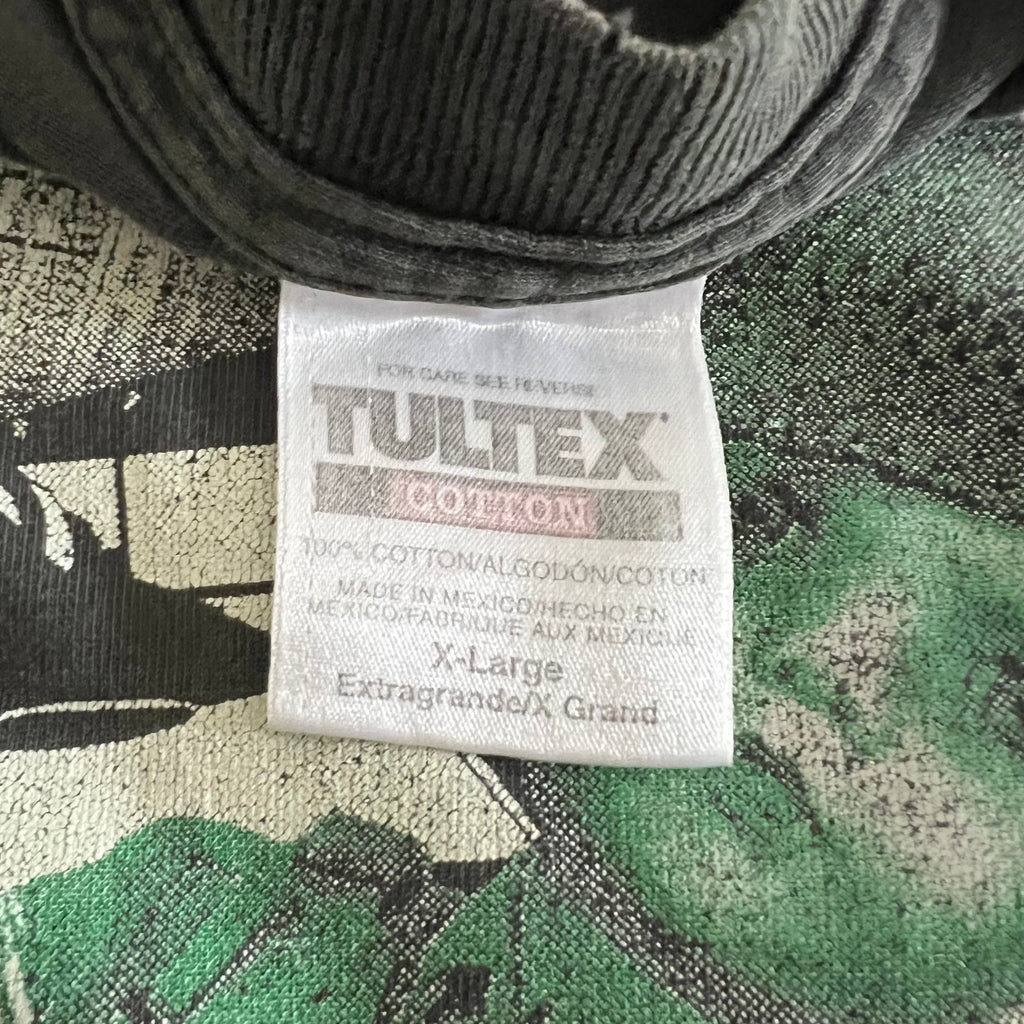 FOR CARE SEE REVERSE
TULTEX
COTTON
100% COTTON/ALGODÓN/COTON
MADE IN MEXICO/HECHO EN
MEXICO/FABRIQUE AUX MEXIQUE
X-Large
Extragrande/X Grand